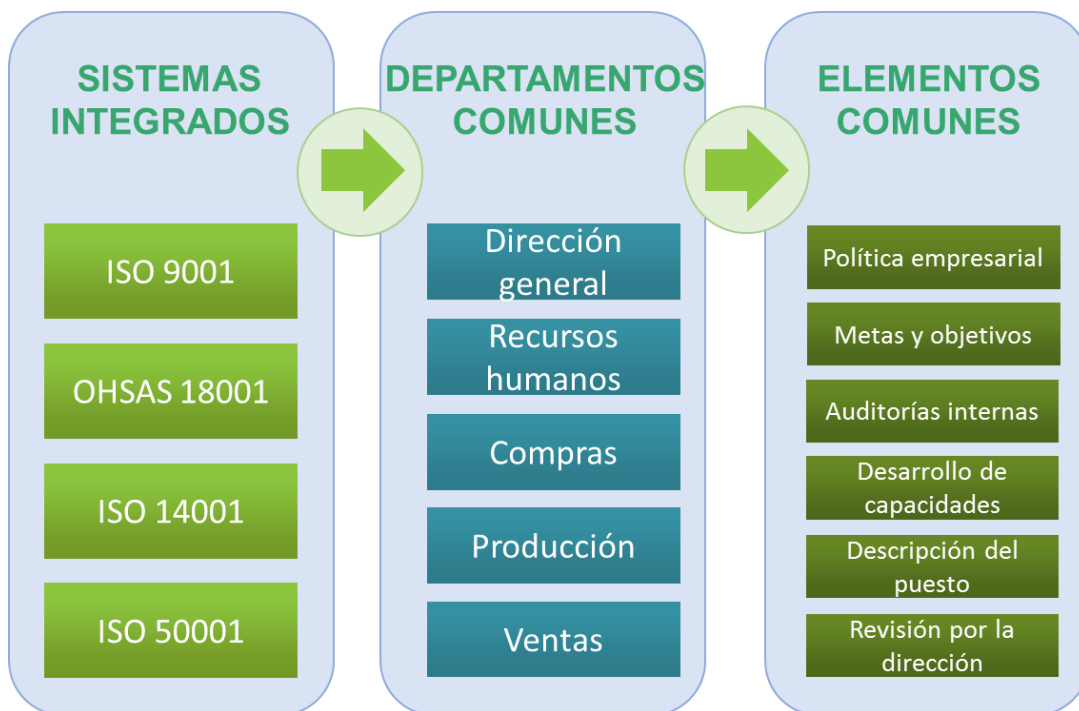 SISTEMAS
INTEGRADOS
ISO 9001
OHSAS 18001
ISO 14001
ISO 50001
DEPARTAMENTOS
COMUNES
Dirección
general
Recursos
humanos
Compras
Producción
Ventas
ELEMENTOS
COMUNES
Política empresarial
Metas y objetivos
Auditorías internas
Desarrollo de
capacidades
Descripción del
puesto
Revisión por la
dirección